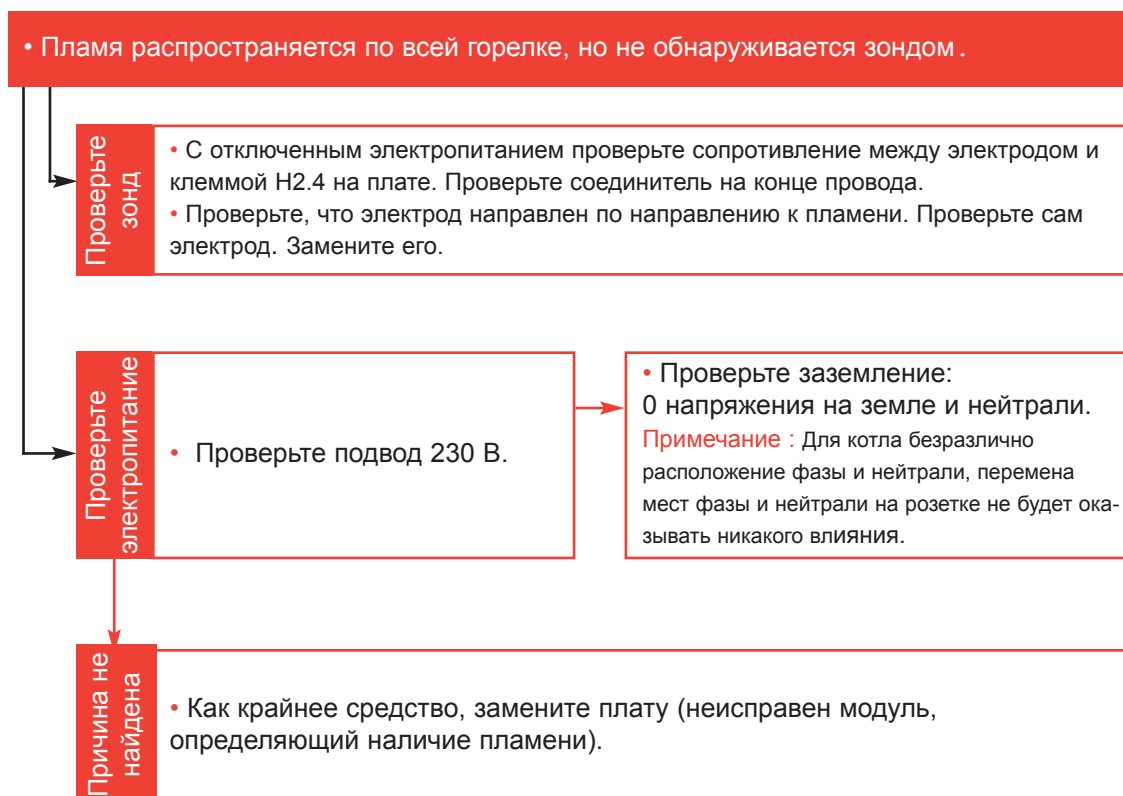 • Пламя распространяется по всей горелке, но не обнаруживается зондом .
Проверьте
зонд
• С отключенным электропитанием проверьте сопротивление между электродом и
клеммой H2.4 на плате. Проверьте соединитель на конце провода.
• Проверьте, что электрод направлен по направлению к пламени. Проверьте сам
электрод. Замените его.
Проверьте
электропитание
• Проверьте подвод 230 В.
• Проверьте заземление:
0 напряжения на земле и нейтрали.
Примечание : Для котла безразлично
расположение фазы и нейтрали, перемена
мест фазы и нейтрали на розетке не будет ока-
зывать никакого влияния.
Причина не
найдена
• Как крайнее средство, замените плату (неисправен модуль,
определяющий наличие пламени).